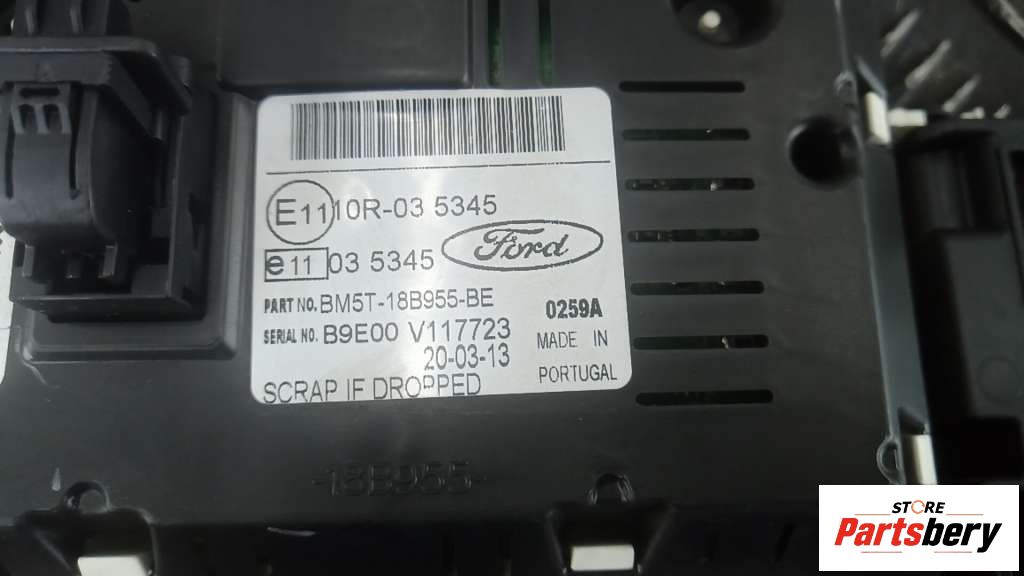 E11 10R-03 5345
e11 03 5345 Ford
PART NO. BM5T-18B955-BE 0259A
SERIAL NO. B9E00 V117723 MADE IN
20-03-13 PORTUGAL
SCRAP IF DROPPED
-18B955-
STORE
Partsbery